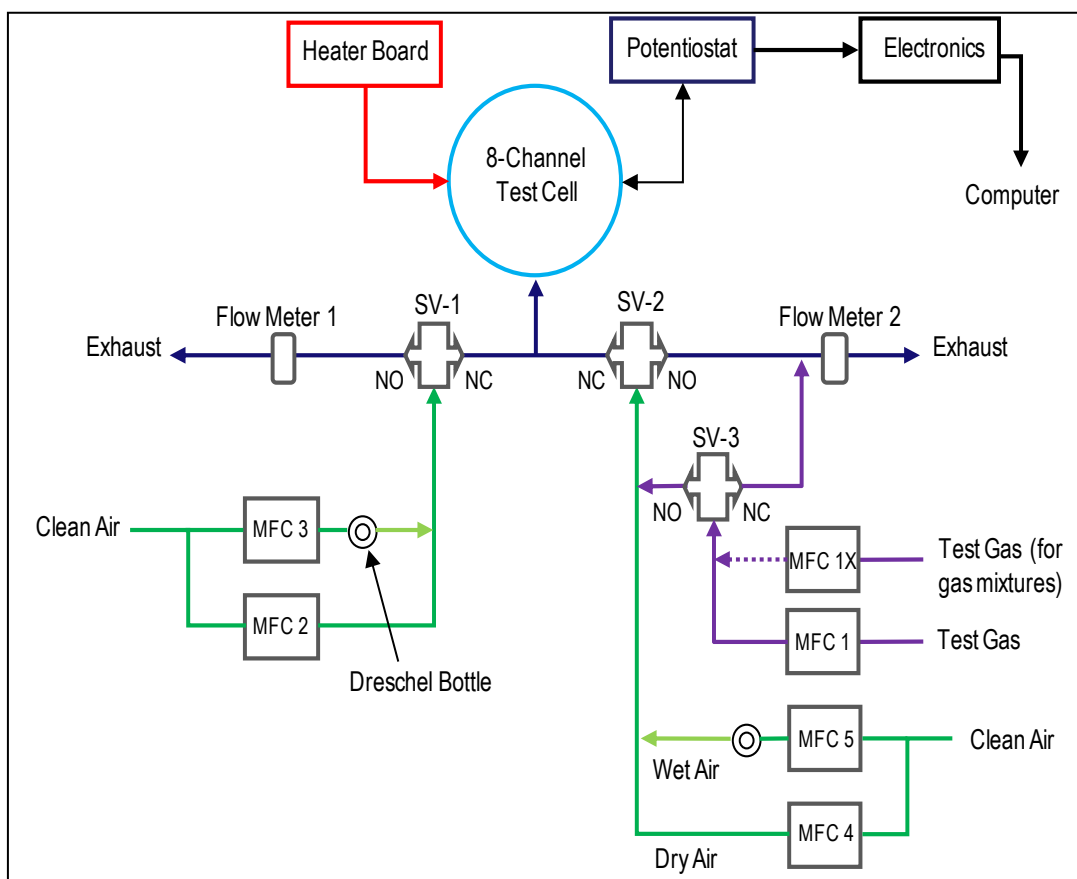 Heater Board
Potentiostat
Electronics
8-Channel
Test Cell
Computer
SV-1
SV-2
Flow Meter 1
Flow Meter 2
Exhaust
Exhaust
NO
NC
NC
NO
SV-3
NO
NC
Clean Air
MFC 3
MFC 2
Dreschel Bottle
MFC 1X
Test Gas (for
gas mixtures)
MFC 1
Test Gas
MFC 5
Clean Air
Wet Air
MFC 4
Dry Air